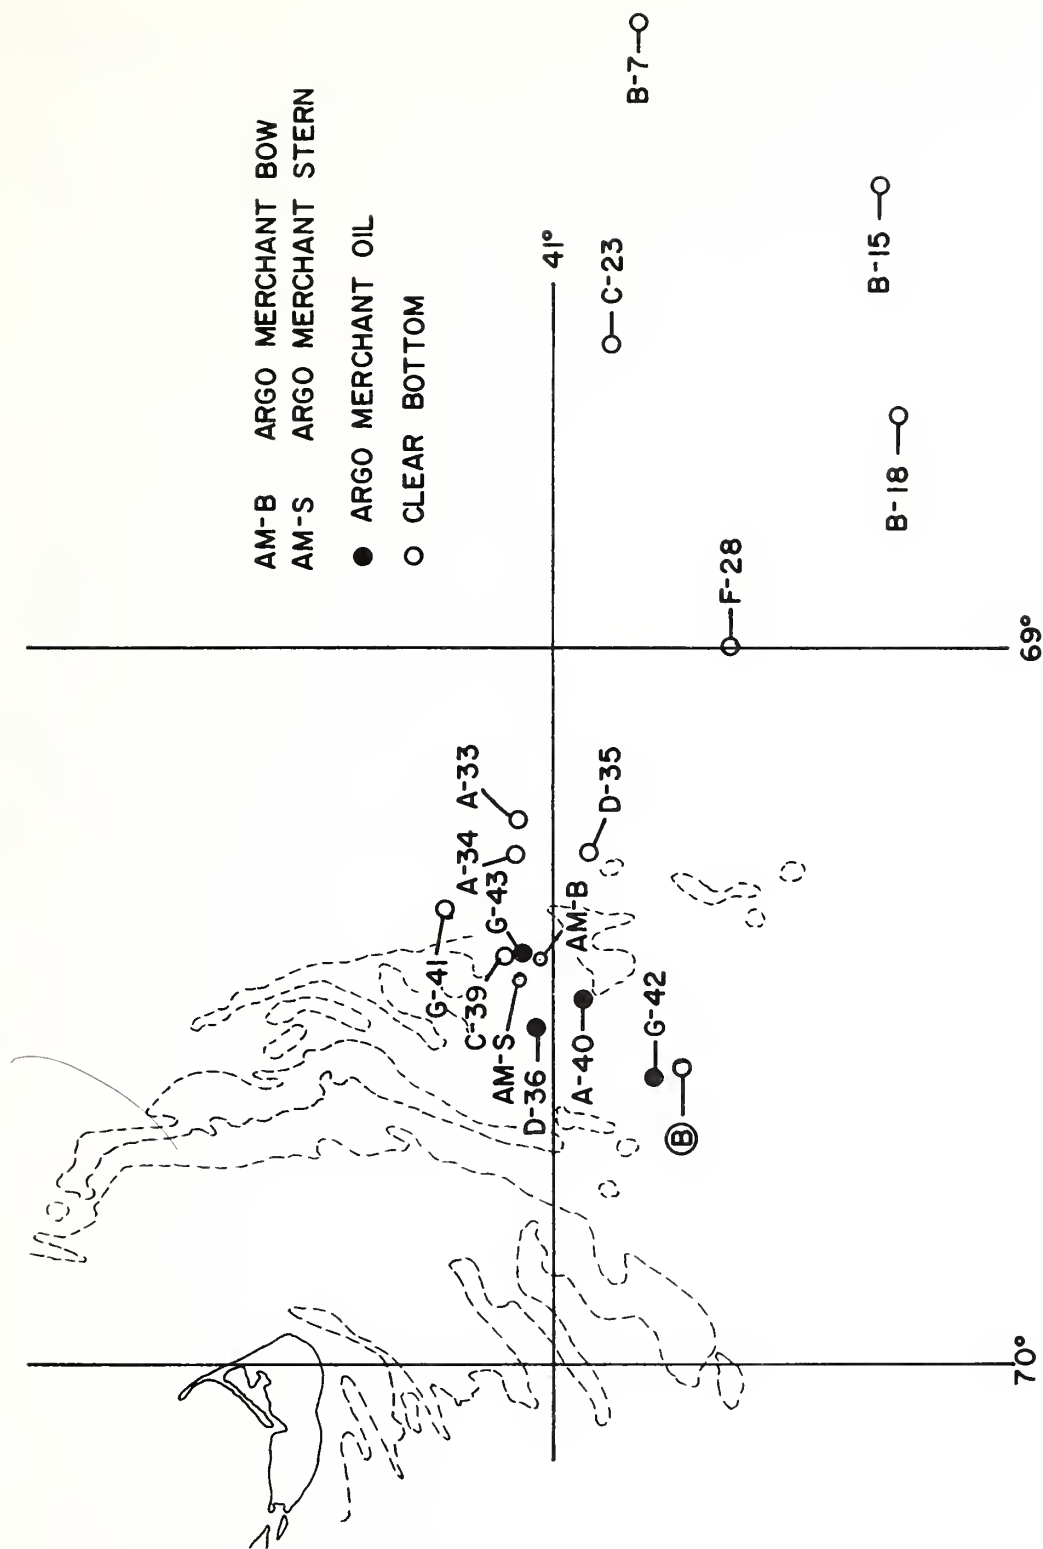 AM-B ARGO MERCHANT BOW
AM-S ARGO MERCHANT STERN
● ARGO MERCHANT OIL
○ CLEAR BOTTOM
41°
B-7
C-23
B-15
B-18
F-28
69°
A-33
A-34
G-43
G-41
C-39
AM-S
D-36
AM-B
D-35
A-40
G-42
B
70°